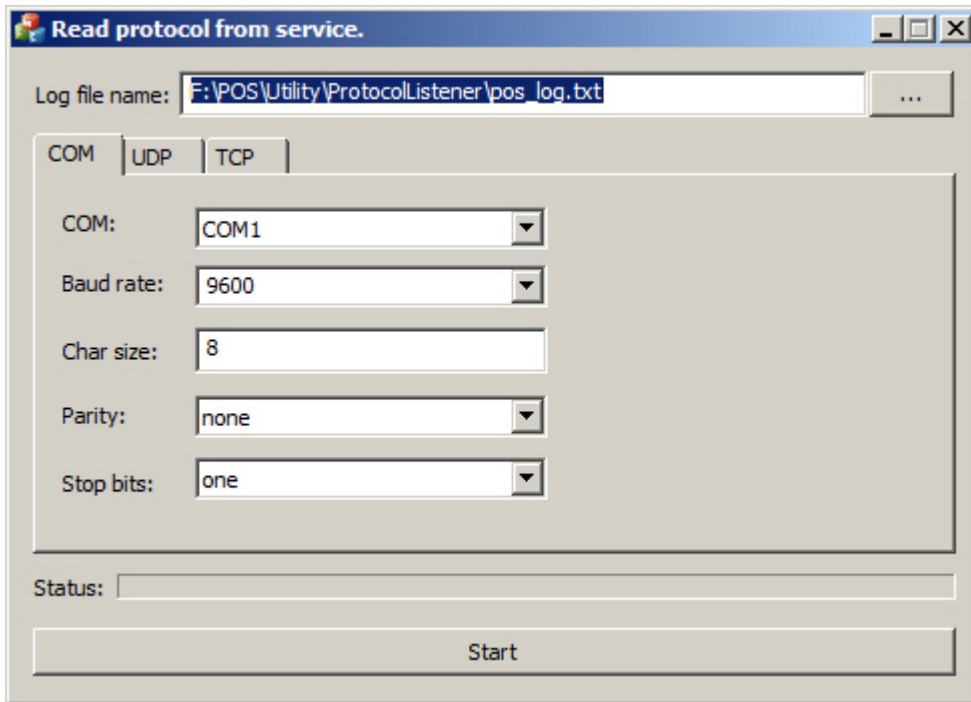 Read protocol from service.
Log file name: F:\POS\Utility\ProtocolListener\pos_log.txt ...
COM UDP TCP
COM: COM1
Baud rate: 9600
Char size: 8
Parity: none
Stop bits: one
Status:
Start